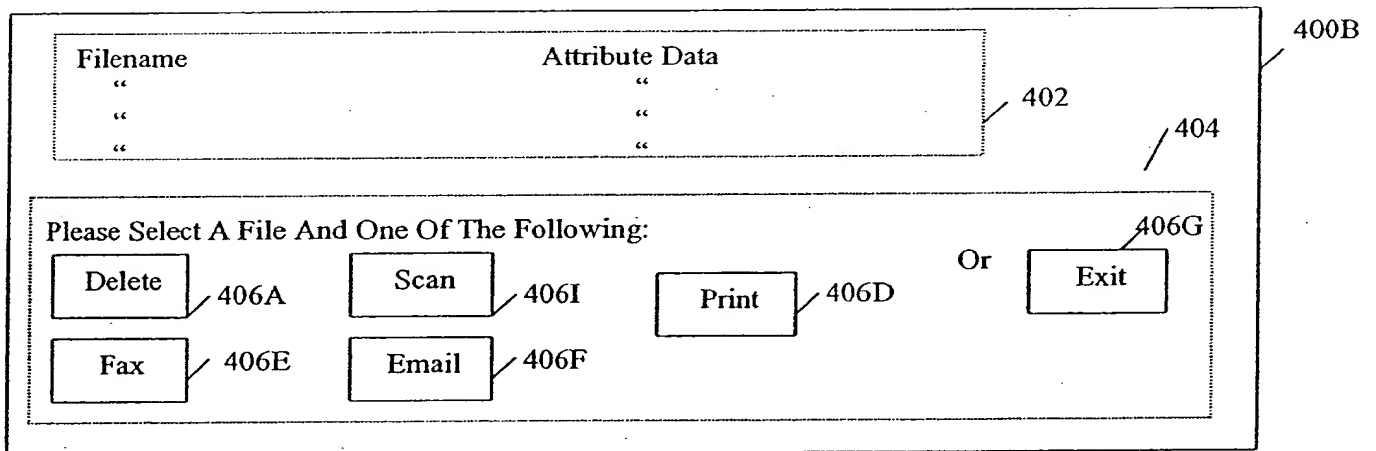 400B
Filename Attribute Data
“ “
“ “ 402
“ “
404
Please Select A File And One Of The Following:
406G
Or Exit
Delete 406A Scan 406I Print 406D
Fax 406E Email 406F